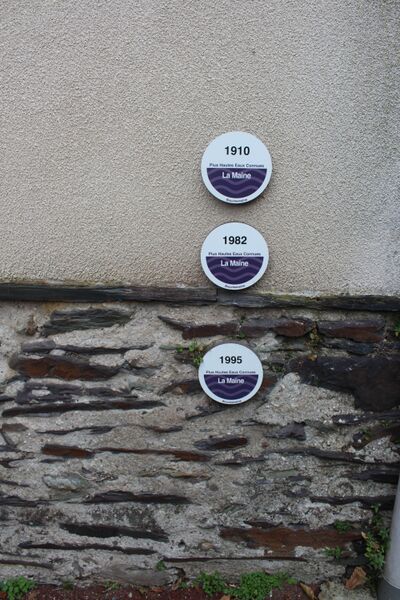 1910
Plus Hautes Eaux Connues
La Maine
1982
Plus Hautes Eaux Connues
La Maine
1995
Plus Hautes Eaux Connues
La Maine